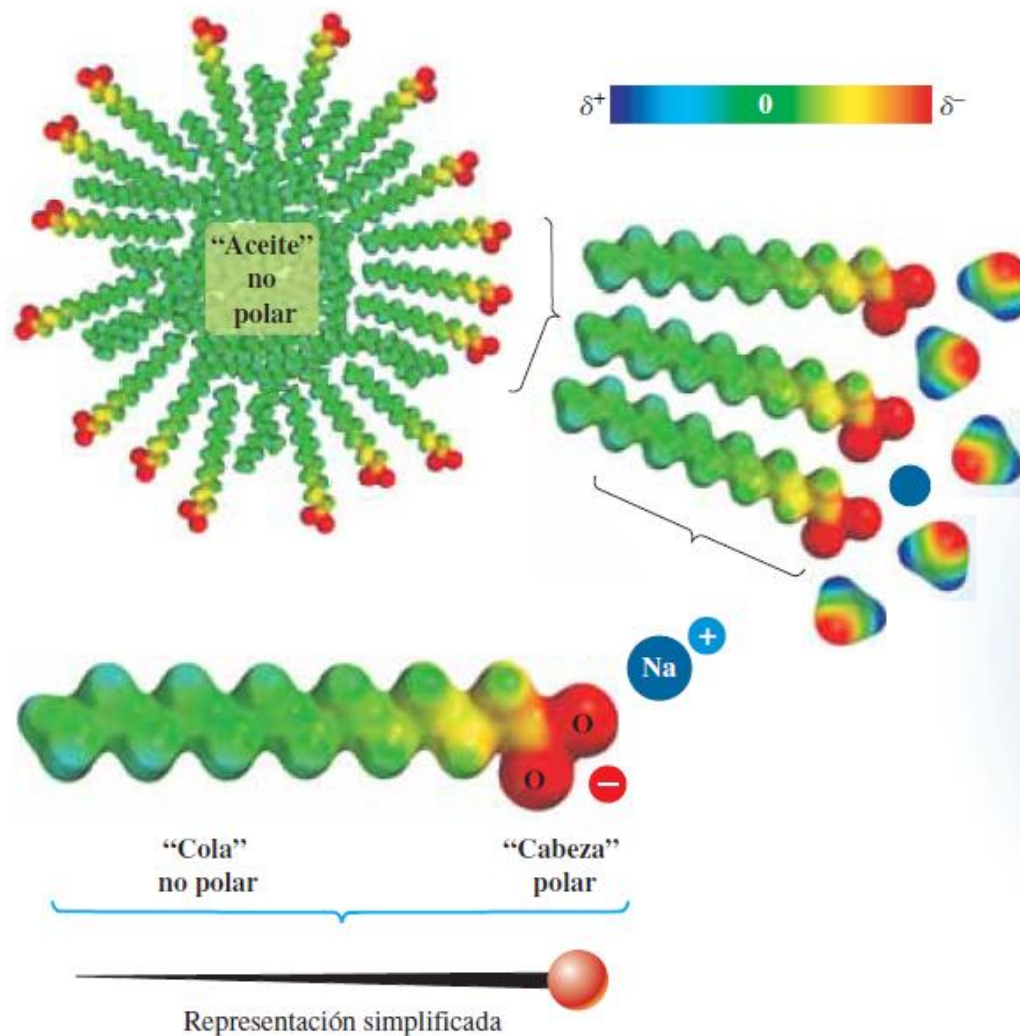 δ+ 0 δ−
“Aceite”
no
polar
Na +
O
O −
“Cola”
no polar
“Cabeza”
polar
Representación simplificada